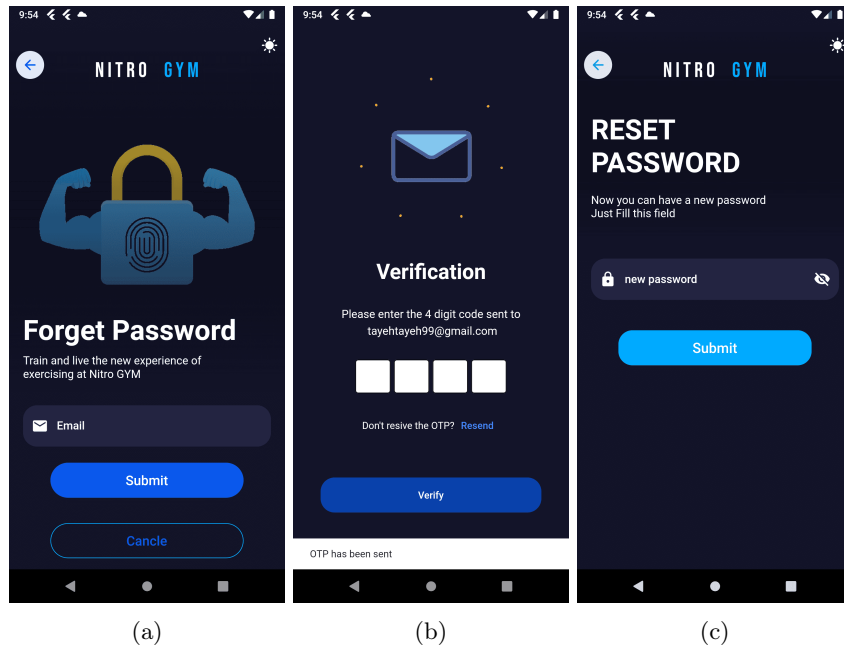 9:54
NITRO GYM
Forget Password
Train and live the new experience of
exercising at Nitro GYM
Email
Submit
Cancle
(a)
9:54
Verification
Please enter the 4 digit code sent to
tayehtayeh99@gmail.com
Don't resive the OTP? Resend
Verify
OTP has been sent
(b)
9:54
NITRO GYM
RESET
PASSWORD
Now you can have a new password
Just Fill this field
new password
Submit
(c)